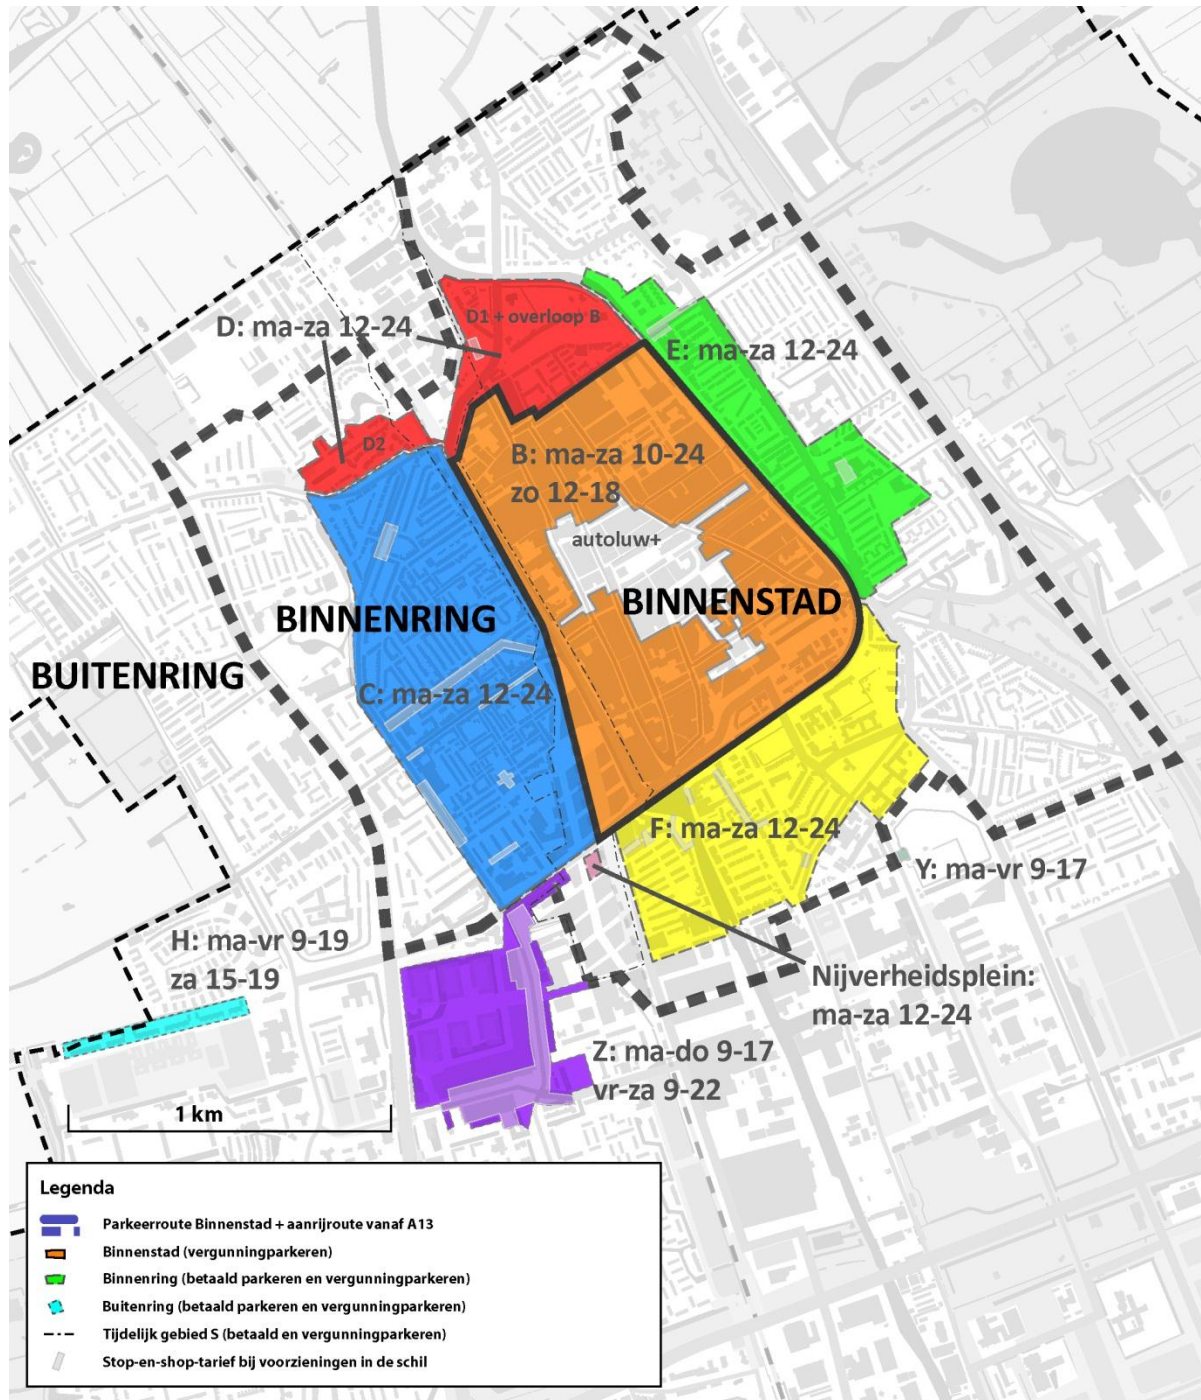 D1 + overloop B
D: ma-za 12-24
E: ma-za 12-24
D2
B: ma-za 10-24
zo 12-18
autoluw+
BINNENRING
BINNENSTAD
BUITENRING
C: ma-za 12-24
F: ma-za 12-24
Y: ma-vr 9-17
H: ma-vr 9-19
za 15-19
Nijverheidsplein:
ma-za 12-24
Z: ma-do 9-17
vr-za 9-22
1 km
Legenda
Parkeerroute Binnenstad + aanrijroute vanaf A13
Binnenstad (vergunningparkeren)
Binnenring (betaald parkeren en vergunningparkeren)
Buitenring (betaald parkeren en vergunningparkeren)
Tijdelijk gebied S (betaald en vergunningparkeren)
Stop-en-shop-tarief bij voorzieningen in de schil